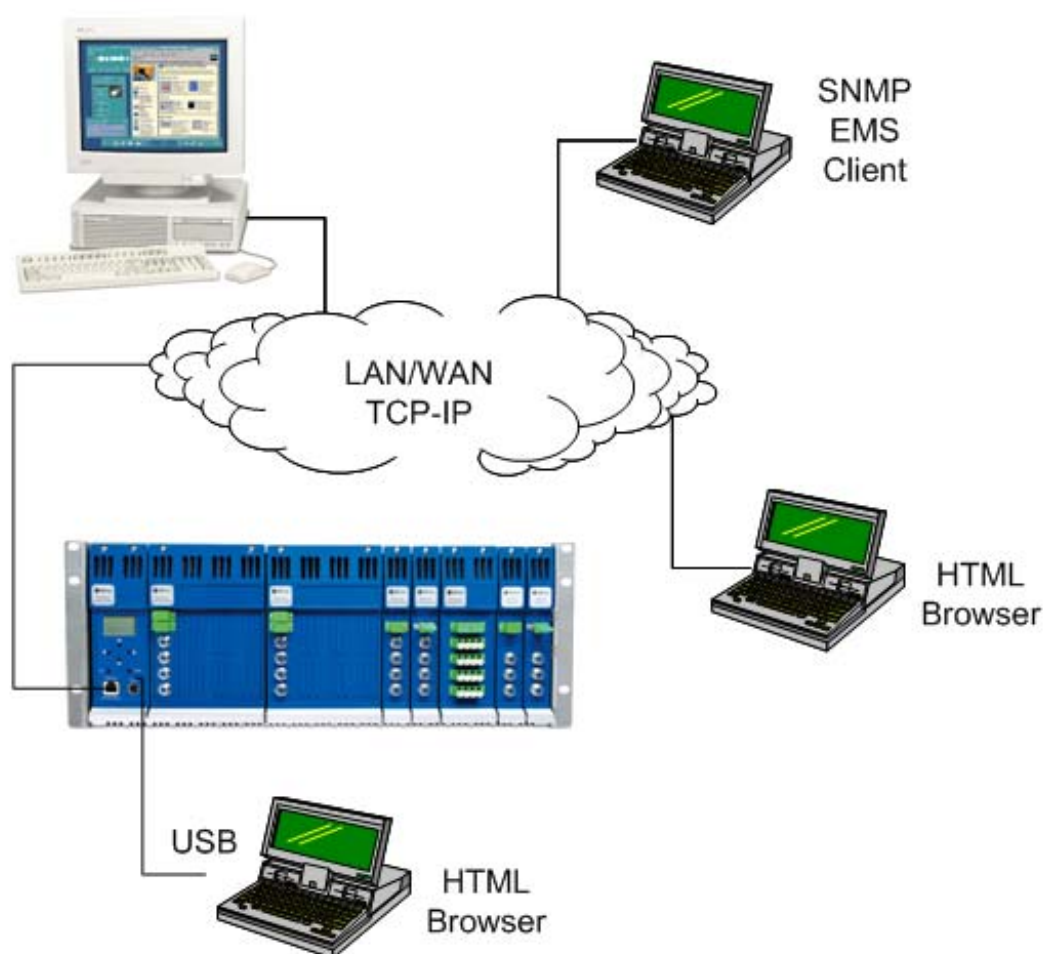 SNMP
EMS
Client
LAN/WAN
TCP-IP
HTML
Browser
USB
HTML
Browser